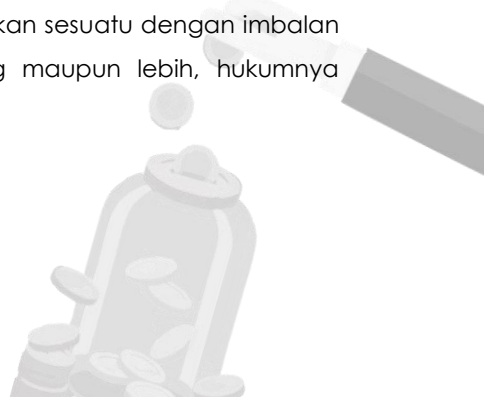 kan sesuatu dengan imbalan
g maupun lebih, hukumnya